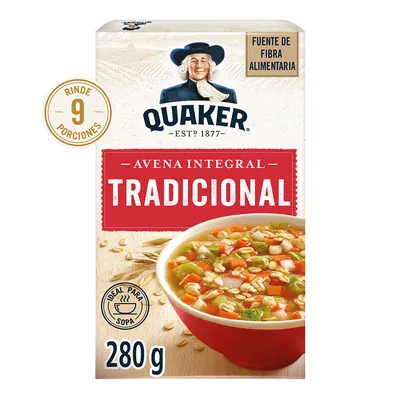 RINDE
9
PORCIONES
FUENTE DE
FIBRA
ALIMENTARIA
QUAKER
ESTD 1877
AVENA INTEGRAL
TRADICIONAL
IDEAL PARA
SOPA
280 g